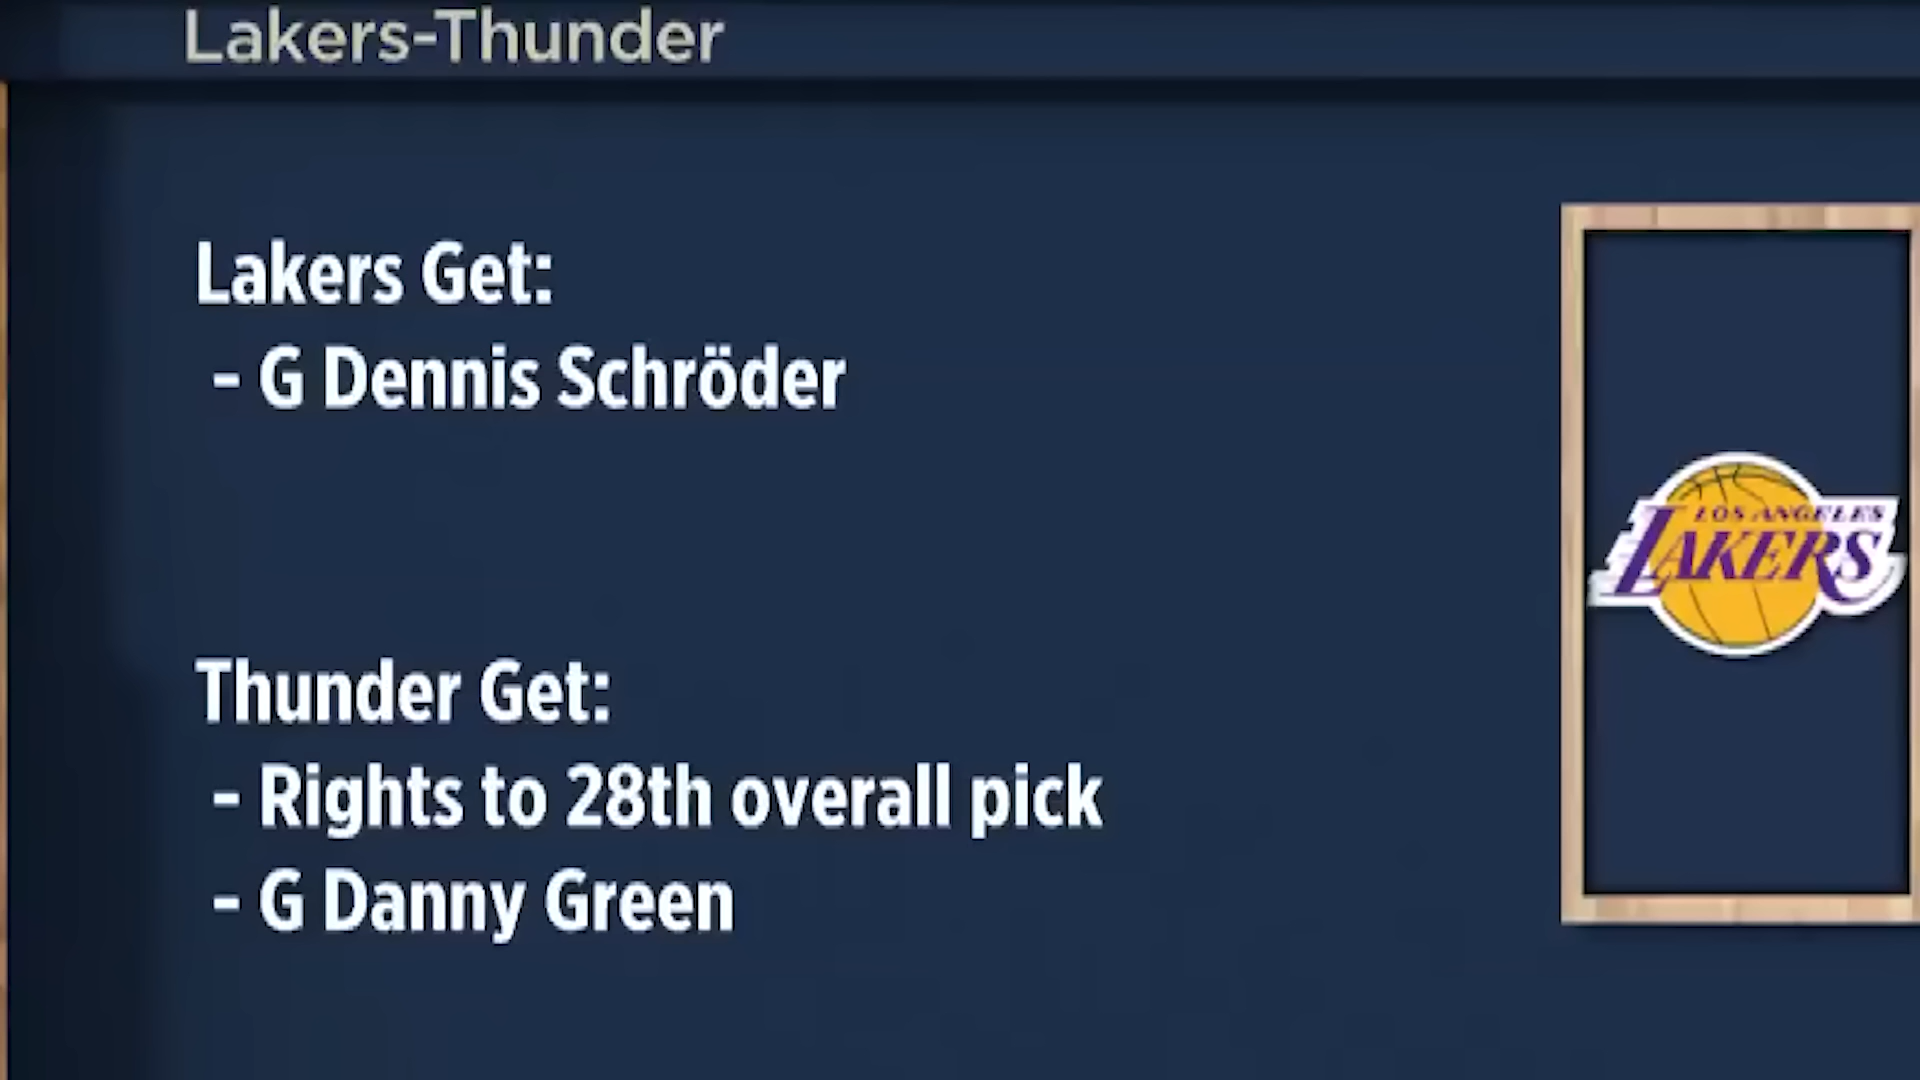 Lakers-Thunder
Lakers Get:
- G Dennis Schröder
LOS ANGELES
LAKERS
Thunder Get:
- Rights to 28th overall pick
- G Danny Green